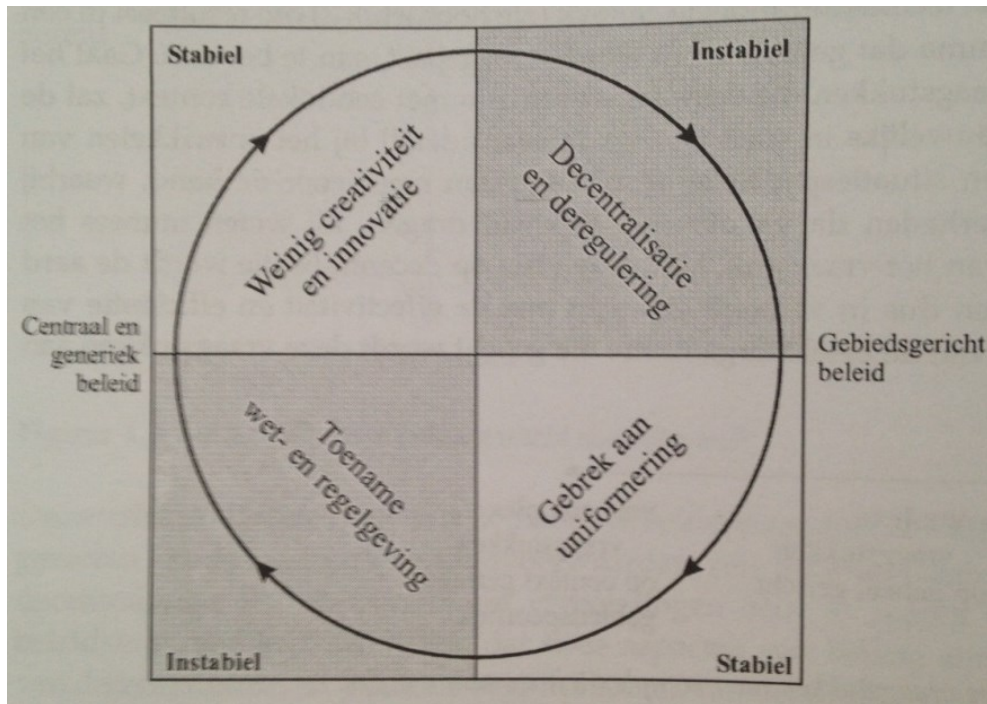 Stabiel
Instabiel
Weinig creativiteit
en innovatie
Decentralisatie
en deregulering
Centraal en
generiek
beleid
Gebiedsgericht
beleid
Toename
wet- en regelgeving
Gebrek aan
uniformering
Instabiel
Stabiel